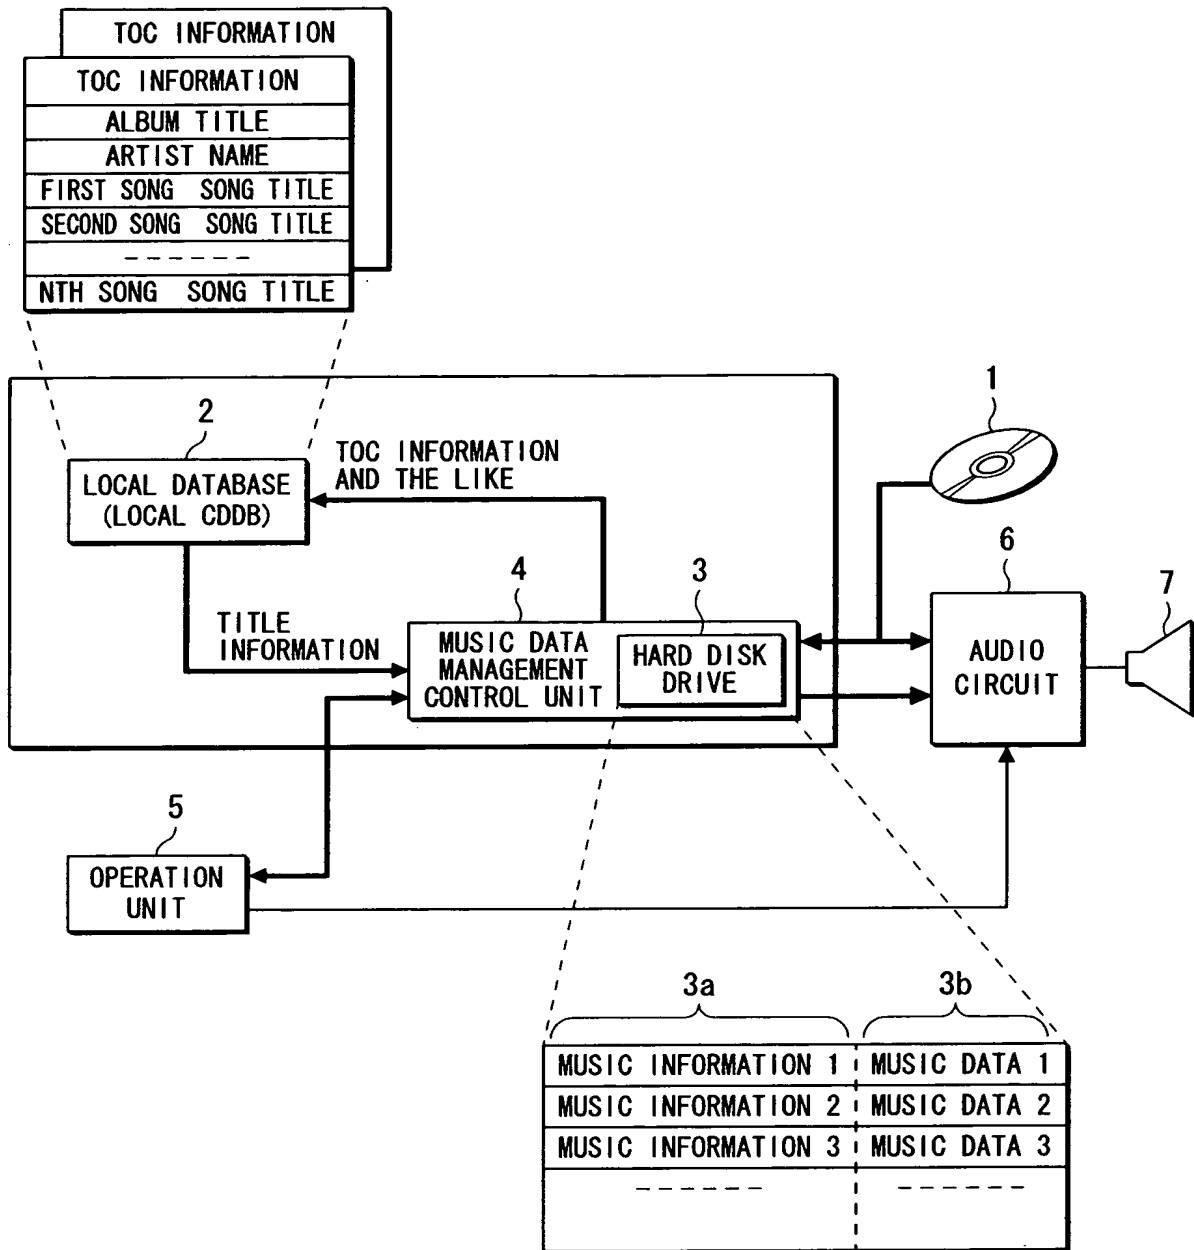 TOC INFORMATION
TOC INFORMATION
ALBUM TITLE
ARTIST NAME
FIRST SONG SONG TITLE
SECOND SONG SONG TITLE
------
NTH SONG SONG TITLE
2
LOCAL DATABASE
(LOCAL CDDB)
TOC INFORMATION
AND THE LIKE
1
TITLE
INFORMATION
4
MUSIC DATA
MANAGEMENT
CONTROL UNIT
3
HARD DISK
DRIVE
6
AUDIO
CIRCUIT
7
5
OPERATION
UNIT
3a
3b
MUSIC INFORMATION 1
MUSIC DATA 1
MUSIC INFORMATION 2
MUSIC DATA 2
MUSIC INFORMATION 3
MUSIC DATA 3
------
------